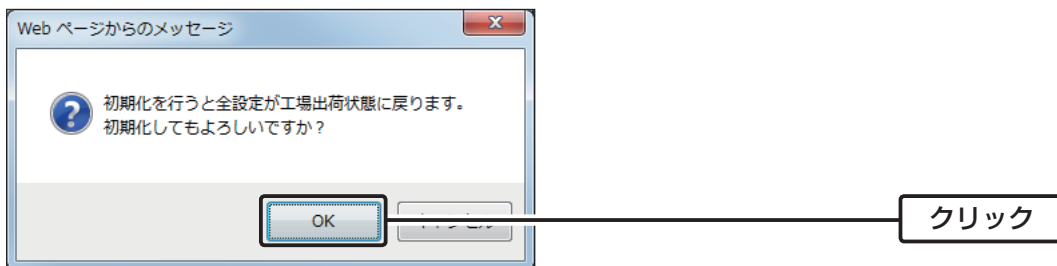 Web ページからのメッセージ
初期化を行うと全設定が工場出荷状態に戻ります。
初期化してもよろしいですか？
OK
クリック